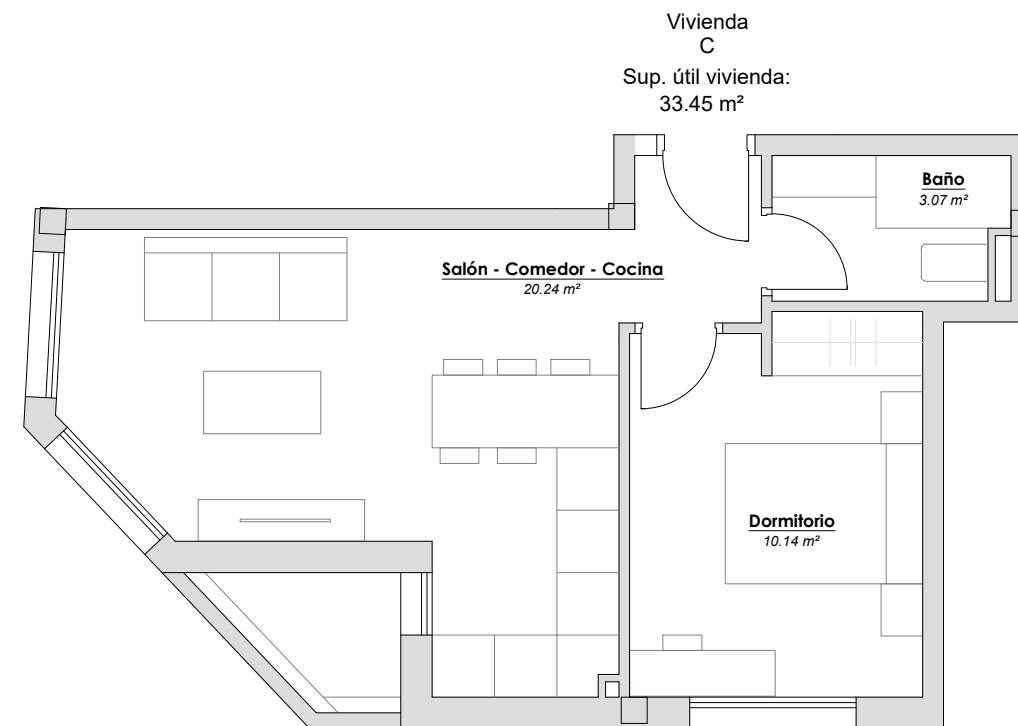 Vivienda
C
Sup. útil vivienda:
33.45 m²
Baño
3.07 m²
Salón - Comedor - Cocina
20.24 m²
Dormitorio
10.14 m²